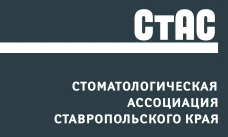 СтАС
СТОМАТОЛОГИЧЕСКАЯ
АССОЦИАЦИЯ
СТАВРОПОЛЬСКОГО КРАЯ